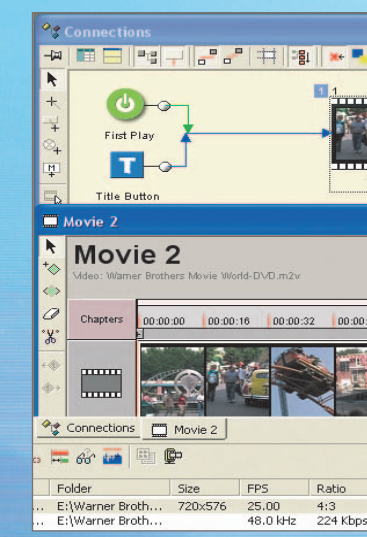 Connections
1 1
First Play
T
Title Button
M
Movie 2
Movie 2
Video: Warner Brothers Movie World-DVD.m2v
Chapters 00:00:00 00:00:16 00:00:32 00:00:
Connections Movie 2
Folder Size FPS Ratio
... E:\Warner Broth... 720x576 25.00 4:3
... E:\Warner Broth... 48.0 kHz 224 Kbps